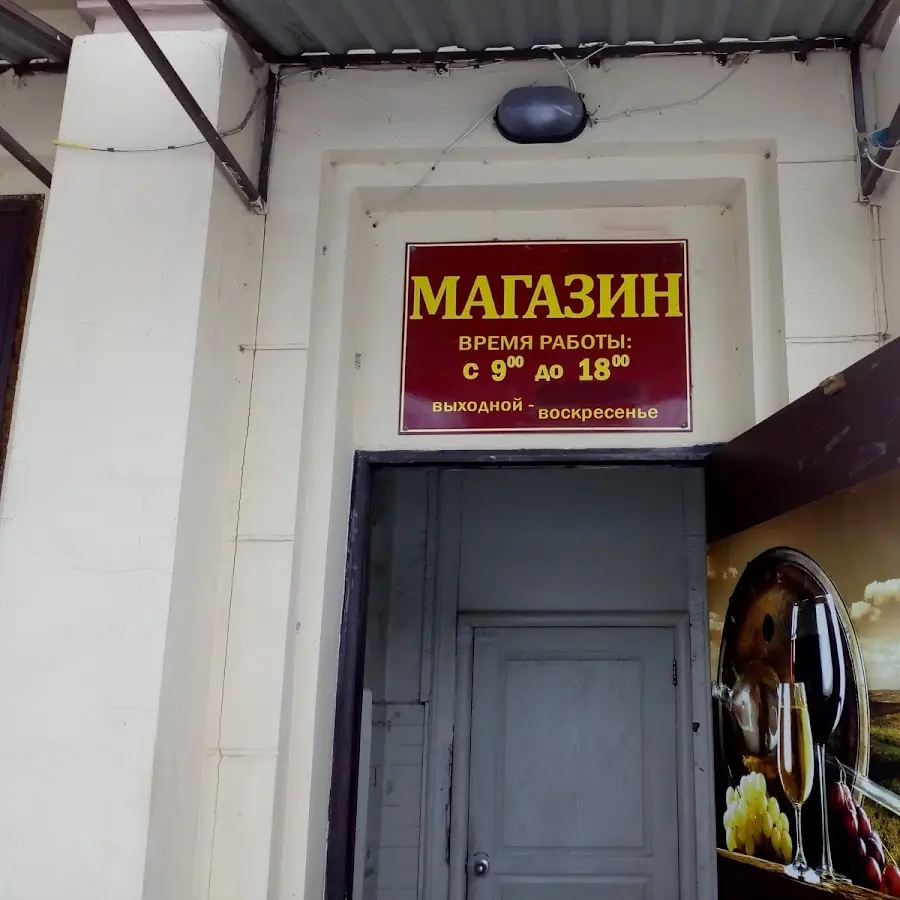 МАГАЗИН
ВРЕМЯ РАБОТЫ:
С 9⁰⁰ ДО 18⁰⁰
ВЫХОДНОЙ - ВОСКРЕСЕНЬЕ